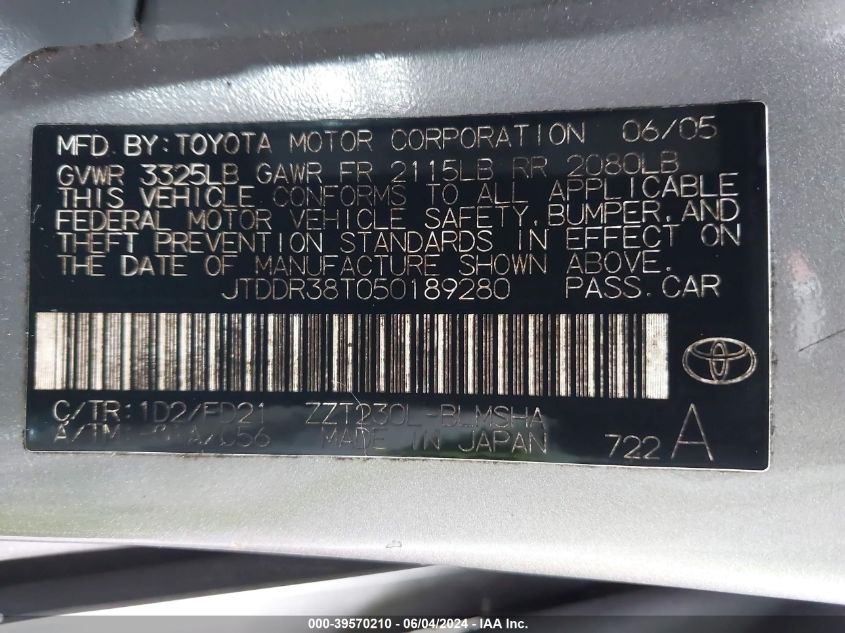 MFD. BY: TOYOTA MOTOR CORPORATION 06/05
GVWR 3325LB GAWR FR 2115LB RR 2080LB
THIS VEHICLE CONFORMS TO ALL APPLICABLE
FEDERAL MOTOR VEHICLE SAFETY, BUMPER, AND
THEFT PREVENTION STANDARDS IN EFFECT ON
THE DATE OF MANUFACTURE SHOWN ABOVE.
JTDDR38T050189280 PASS. CAR
C/TR: 1D2/FD21 ZZT230L-BLMSHA
A/TM MADE IN JAPAN 722 A
000-39570210 - 06/04/2024 - IAA Inc.